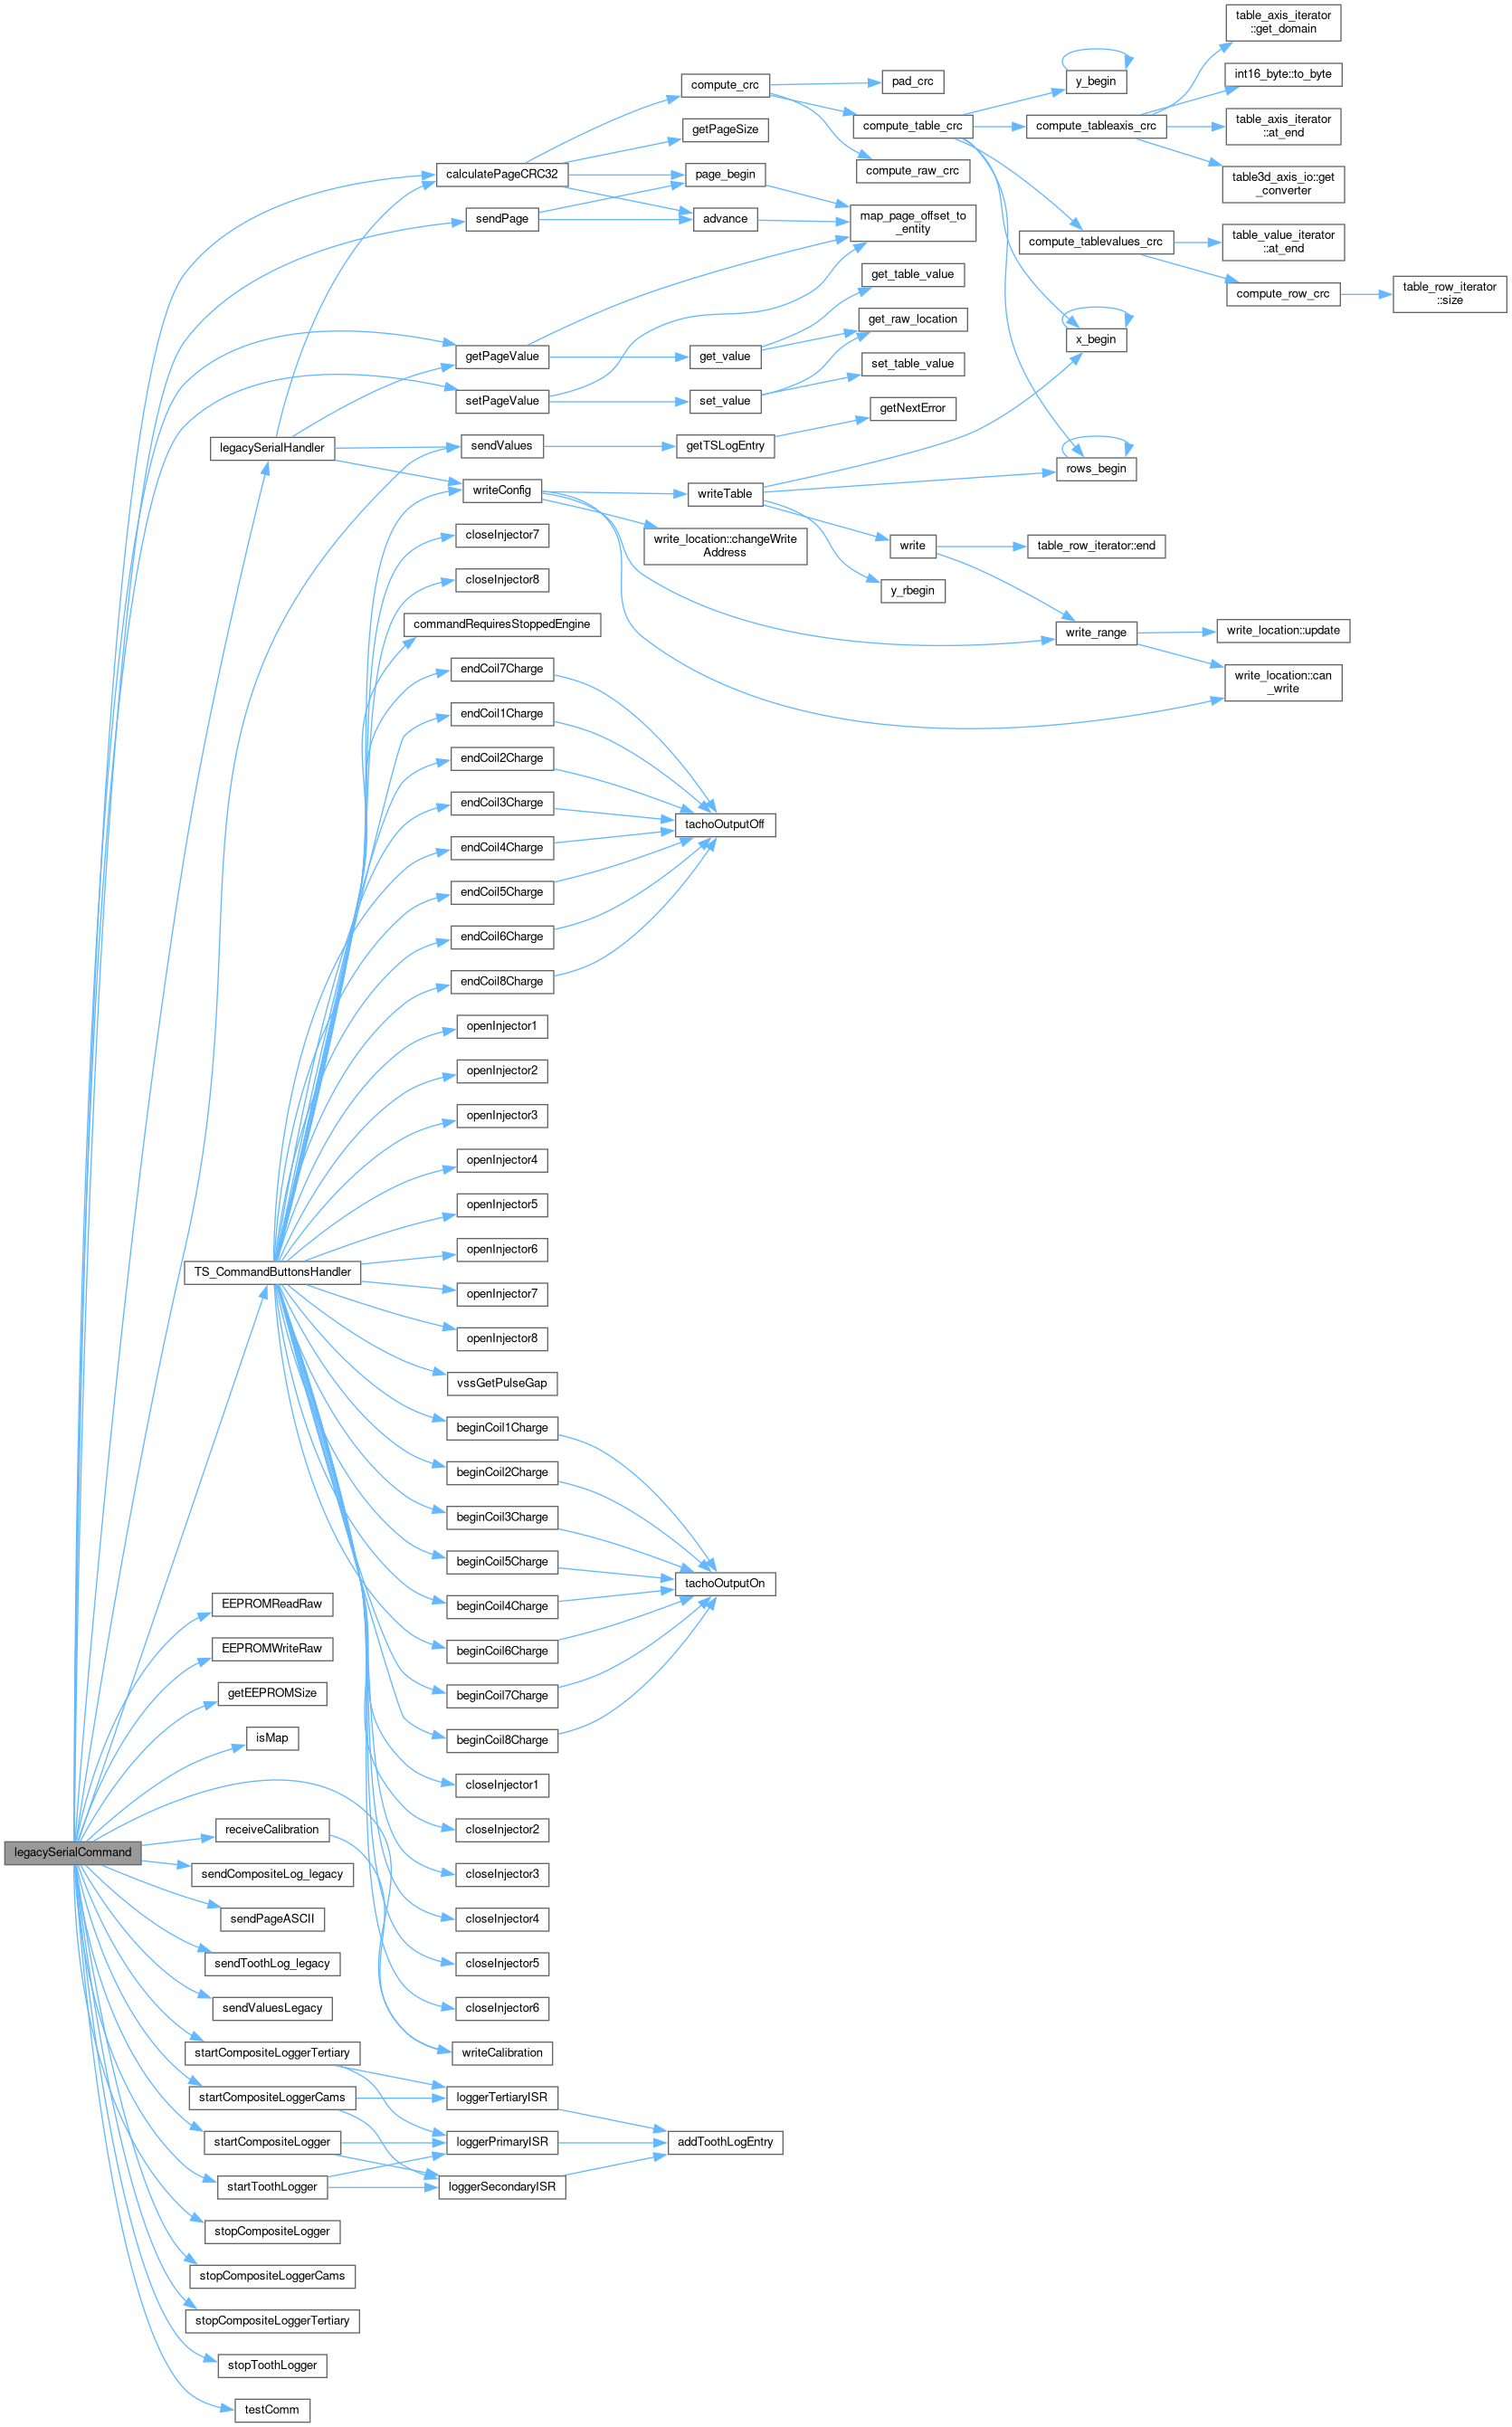 table_axis_iterator
::get_domain
int16_byte::to_byte
table_axis_iterator
::at_end
table3d_axis_io::get
_converter
y_begin
compute_crc
pad_crc
compute_table_crc
compute_tableaxis_crc
getPageSize
compute_raw_crc
calculatePageCRC32
page_begin
sendPage
advance
map_page_offset_to
_entity
compute_tablevalues_crc
table_value_iterator
::at_end
get_table_value
compute_row_crc
table_row_iterator
::size
get_raw_location
x_begin
getPageValue
get_value
set_table_value
setPageValue
set_value
getNextError
legacySerialHandler
sendValues
getTSLogEntry
rows_begin
writeConfig
writeTable
closeInjector7
write_location::changeWrite
Address
write
table_row_iterator::end
closeInjector8
y_rbegin
commandRequiresStoppedEngine
write_range
write_location::update
endCoil7Charge
write_location::can
_write
endCoil1Charge
endCoil2Charge
endCoil3Charge
tachoOutputOff
endCoil4Charge
endCoil5Charge
endCoil6Charge
endCoil8Charge
openInjector1
openInjector2
openInjector3
openInjector4
openInjector5
openInjector6
TS_CommandButtonsHandler
openInjector7
openInjector8
vssGetPulseGap
beginCoil1Charge
beginCoil2Charge
beginCoil3Charge
beginCoil5Charge
tachoOutputOn
EEPROMReadRaw
beginCoil4Charge
EEPROMWriteRaw
beginCoil6Charge
getEEPROMSize
beginCoil7Charge
isMap
beginCoil8Charge
closeInjector1
receiveCalibration
closeInjector2
legacySerialCommand
sendCompositeLog_legacy
closeInjector3
sendPageASCII
closeInjector4
sendToothLog_legacy
closeInjector5
sendValuesLegacy
closeInjector6
startCompositeLoggerTertiary
writeCalibration
startCompositeLoggerCams
loggerTertiaryISR
startCompositeLogger
loggerPrimaryISR
addToothLogEntry
startToothLogger
loggerSecondaryISR
stopCompositeLogger
stopCompositeLoggerCams
stopCompositeLoggerTertiary
stopToothLogger
testComm